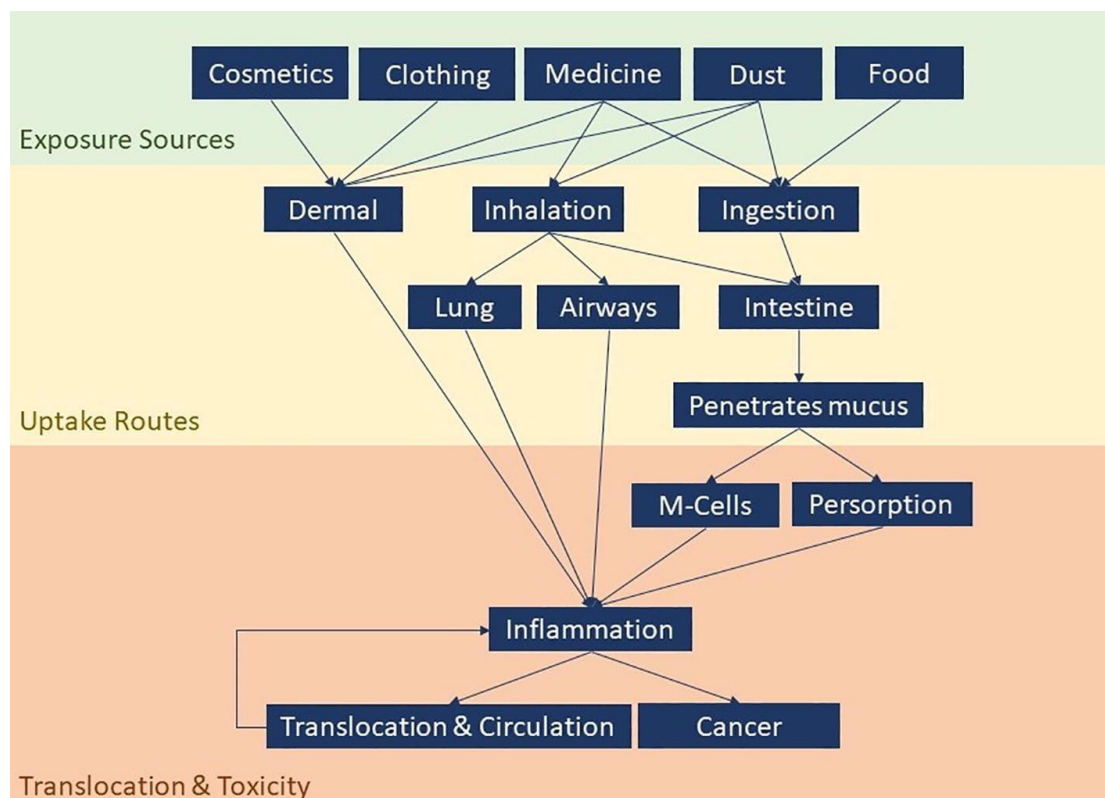 Cosmetics
Clothing
Medicine
Dust
Food
Exposure Sources
Dermal
Inhalation
Ingestion
Lung
Airways
Intestine
Penetrates mucus
Uptake Routes
M-Cells
Persorption
Inflammation
Translocation & Circulation
Cancer
Translocation & Toxicity